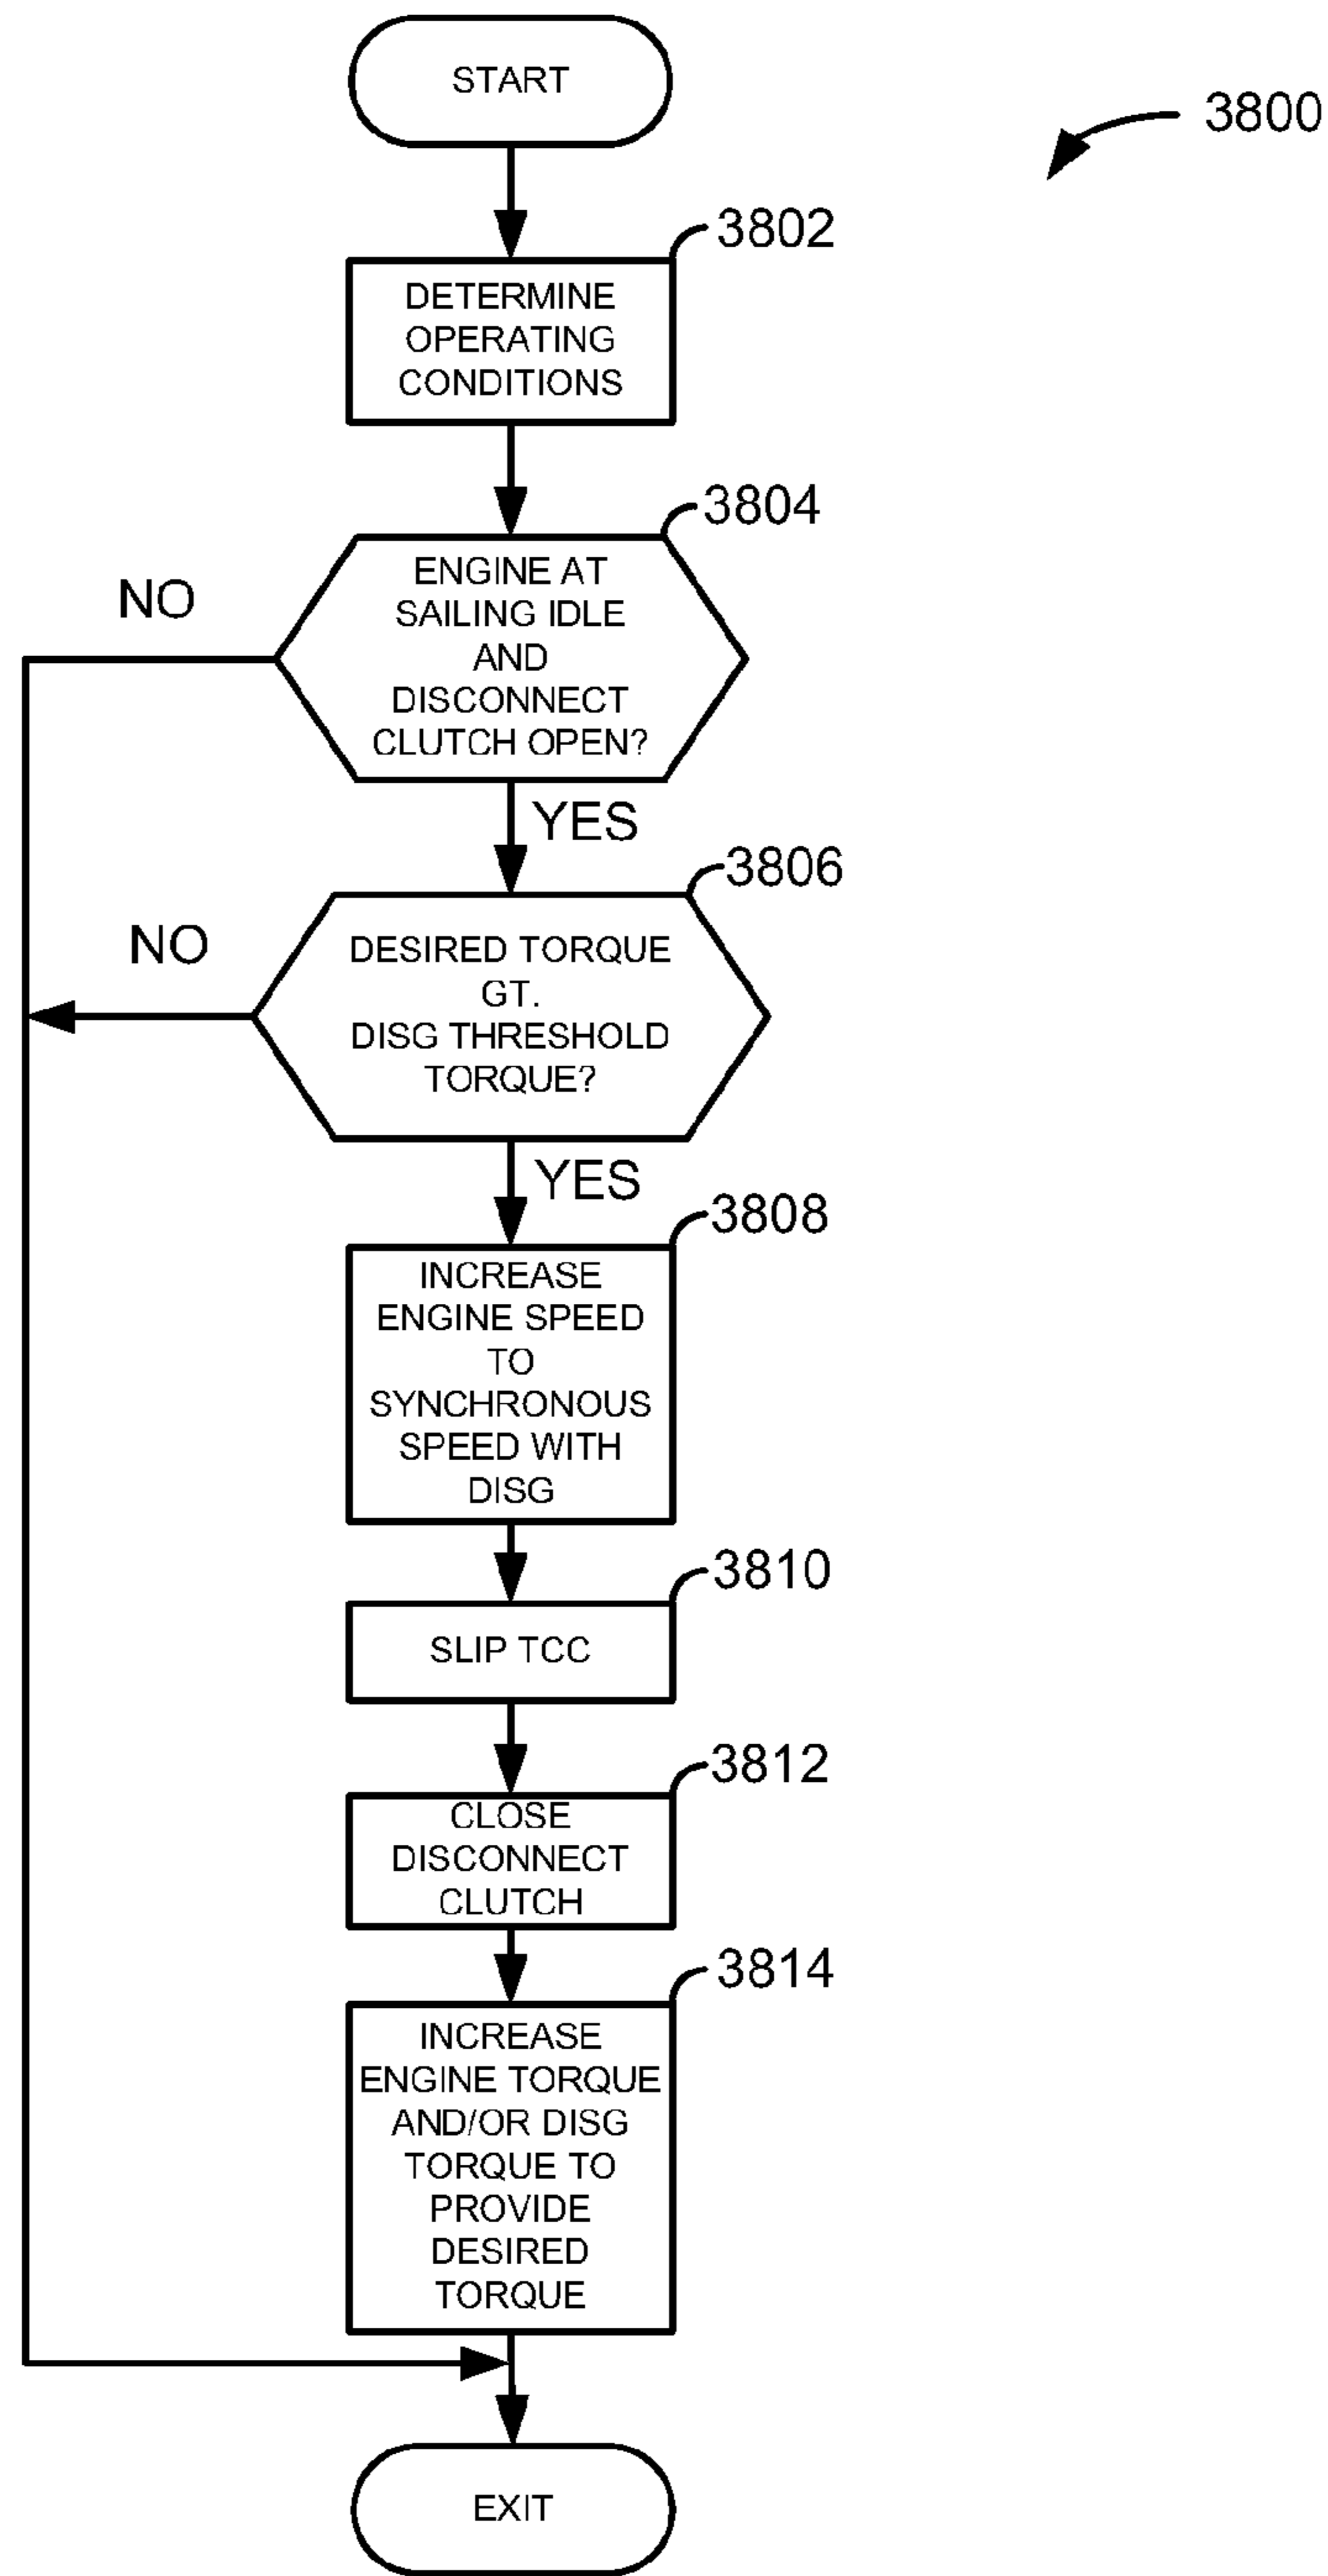 START
3800
3802
DETERMINE
OPERATING
CONDITIONS
3804
ENGINE AT
SAILING IDLE
AND
DISCONNECT
CLUTCH OPEN?
NO
YES
3806
DESIRED TORQUE
GT.
DISG THRESHOLD
TORQUE?
NO
YES
3808
INCREASE
ENGINE SPEED
TO
SYNCHRONOUS
SPEED WITH
DISG
3810
SLIP TCC
3812
CLOSE
DISCONNECT
CLUTCH
3814
INCREASE
ENGINE TORQUE
AND/OR DISG
TORQUE TO
PROVIDE
DESIRED
TORQUE
EXIT